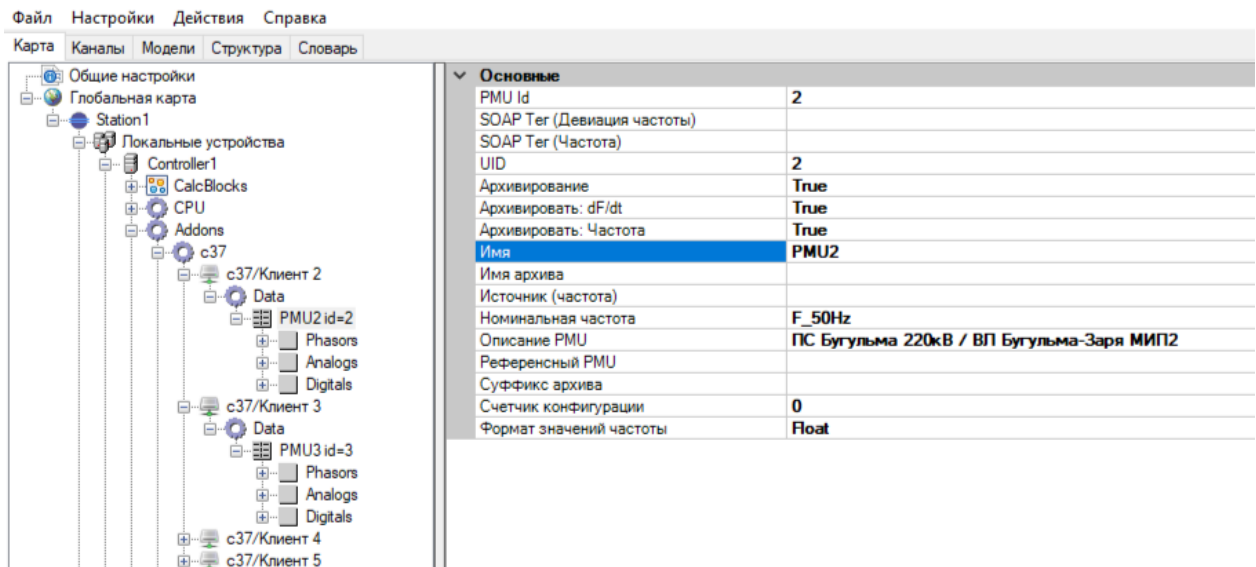 Файл Настройки Действия Справка
Карта Каналы Модели Структура Словарь
Общие настройки
Глобальная карта
Station1
Локальные устройства
Controller1
CalcBlocks
CPU
Addons
c37
c37/Клиент 2
Data
PMU2 id=2
Phasors
Analogs
Digitals
c37/Клиент 3
Data
PMU3 id=3
Phasors
Analogs
Digitals
c37/Клиент 4
c37/Клиент 5
Основные
PMU Id 2
SOAP Тег (Девиация частоты)
SOAP Тег (Частота)
UID 2
Архивирование True
Архивировать: dF/dt True
Архивировать: Частота True
Имя PMU2
Имя архива
Источник (частота)
Номинальная частота F_50Hz
Описание PMU ПС Бугульма 220кВ / ВП Бугульма-Заря МИП2
Референсный PMU
Суффикс архива
Счетчик конфигурации 0
Формат значений частоты Float